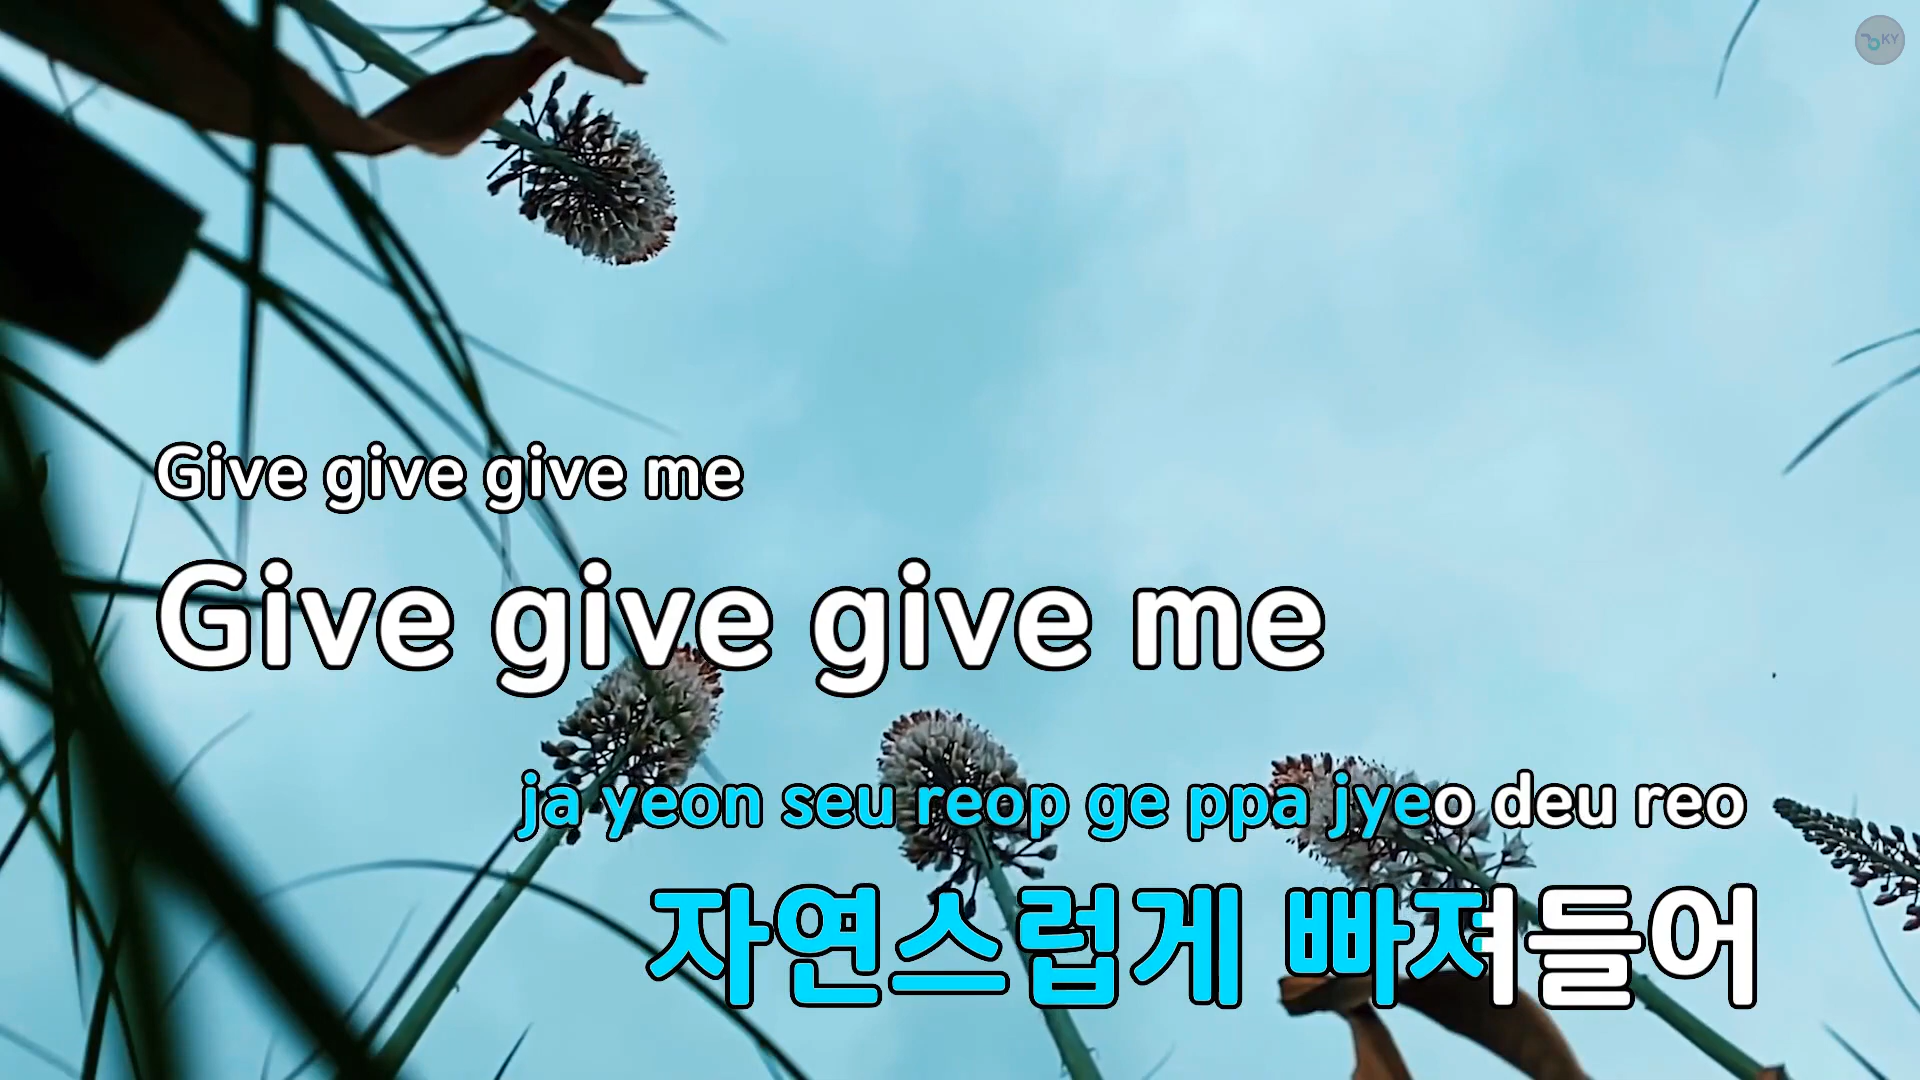 KY
Give give give me
Give give give me
ja yeon seu reop ge ppa jyeo deu reo
자연스럽게 빠져들어